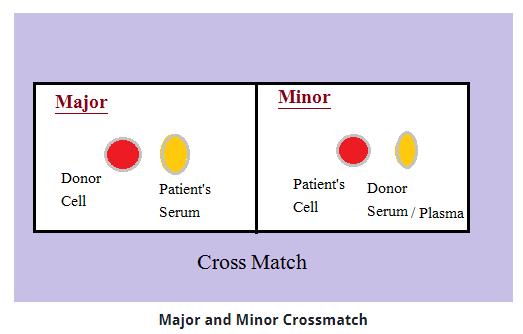 Major
Donor
Cell
Patient's
Serum
Minor
Patient's
Cell
Donor
Serum / Plasma
Cross Match
Major and Minor Crossmatch